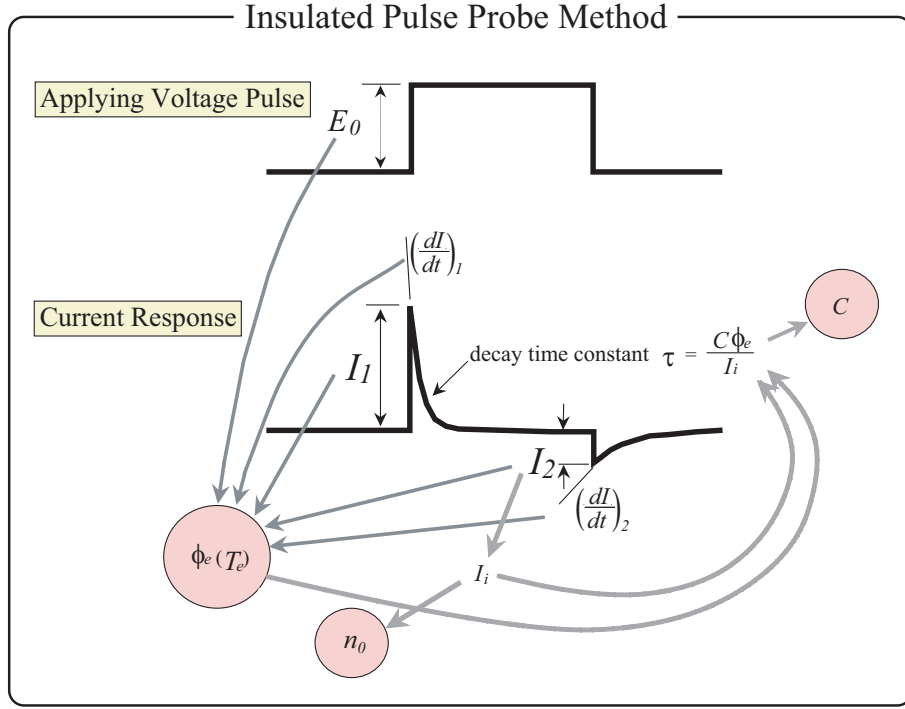 Insulated Pulse Probe Method
Applying Voltage Pulse
E0
(dI/dt)1
Current Response
C
I1
decay time constant τ = Cϕe/Ii
I2
(dI/dt)2
ϕe (Te)
Ii
n0